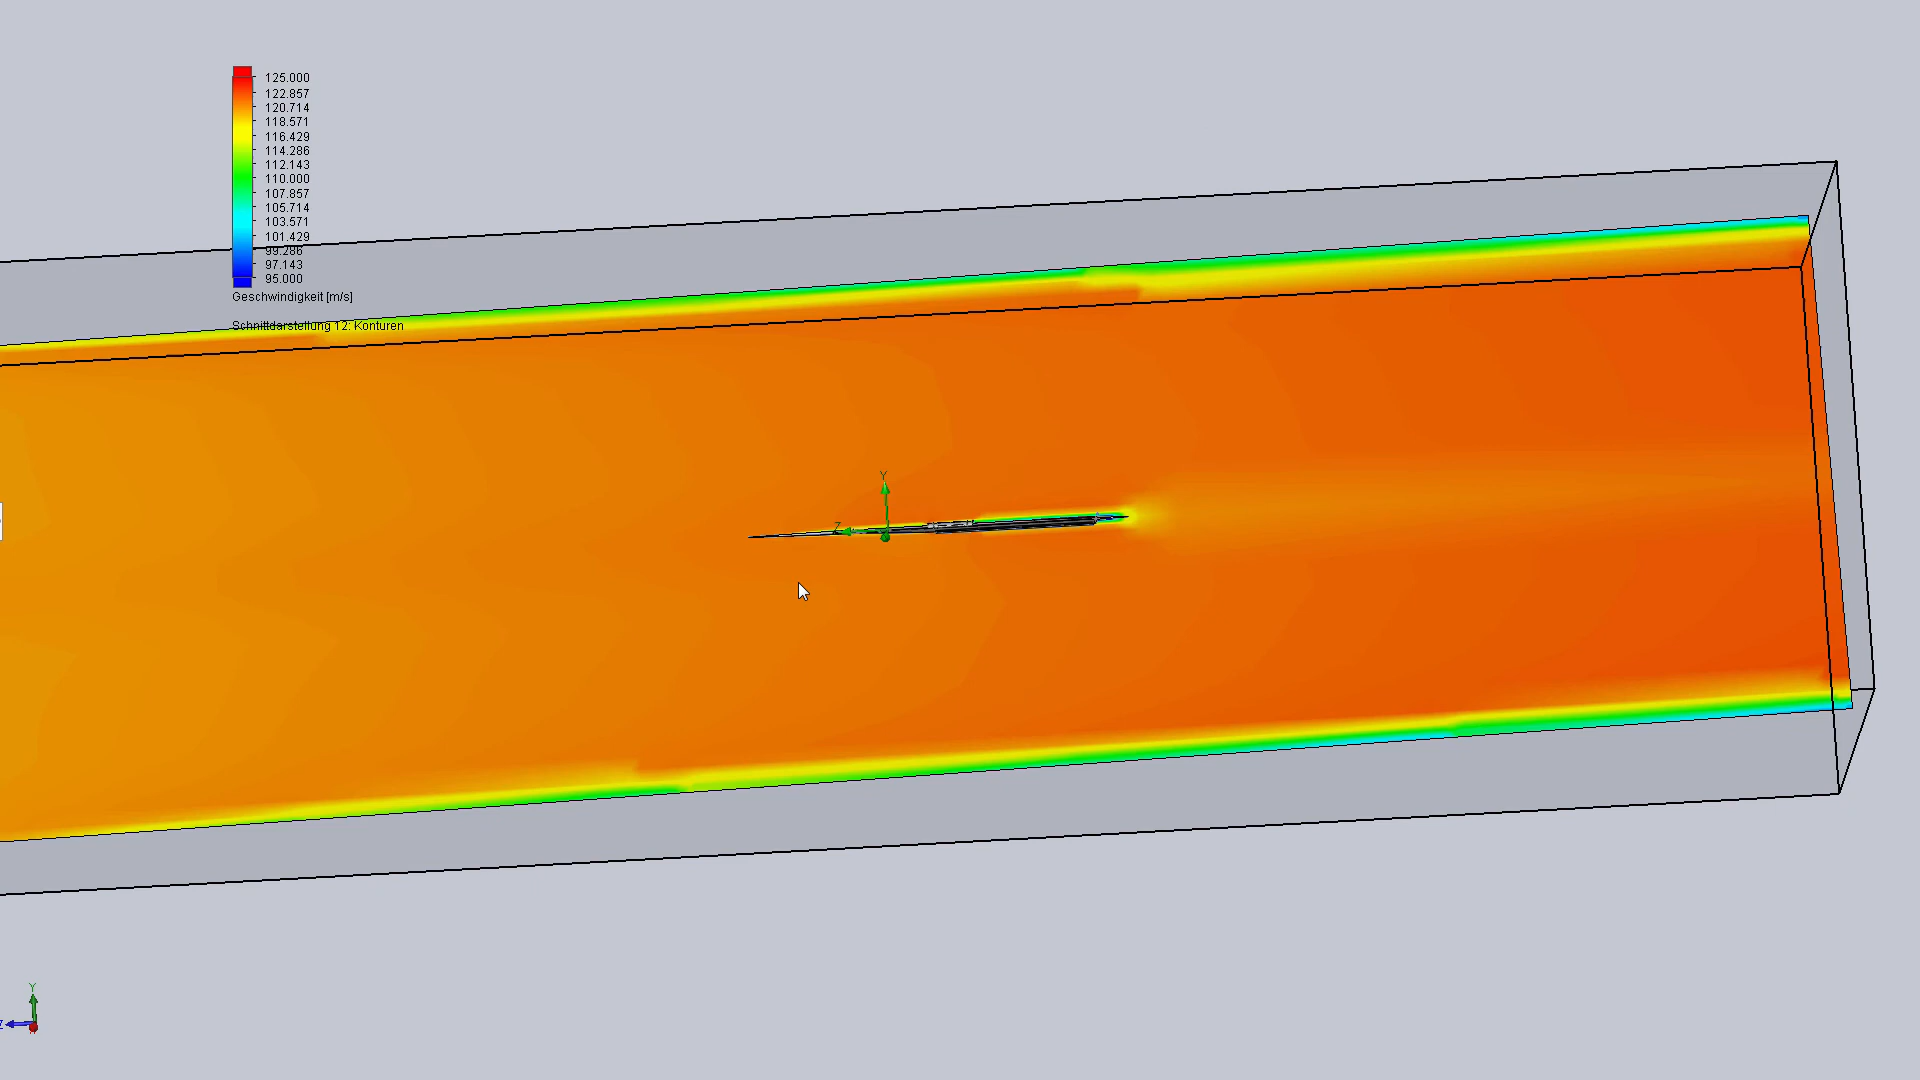 125.000
122.857
120.714
118.571
116.429
114.286
112.143
110.000
107.857
105.714
103.571
101.429
99.286
97.143
95.000
Geschwindigkeit [m/s]
Schnittdarstellung 12: Konturen
Y
Z
Y
Z